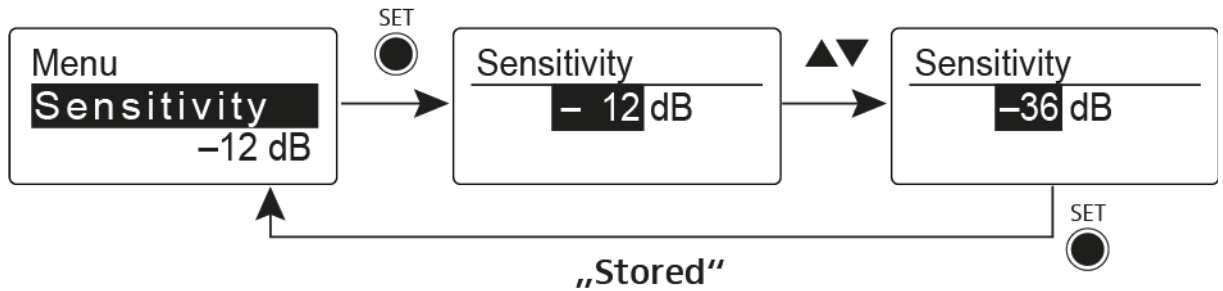 SET
Menu
Sensitivity
–12 dB
Sensitivity
– 12 dB
Sensitivity
–36 dB
SET
„Stored“